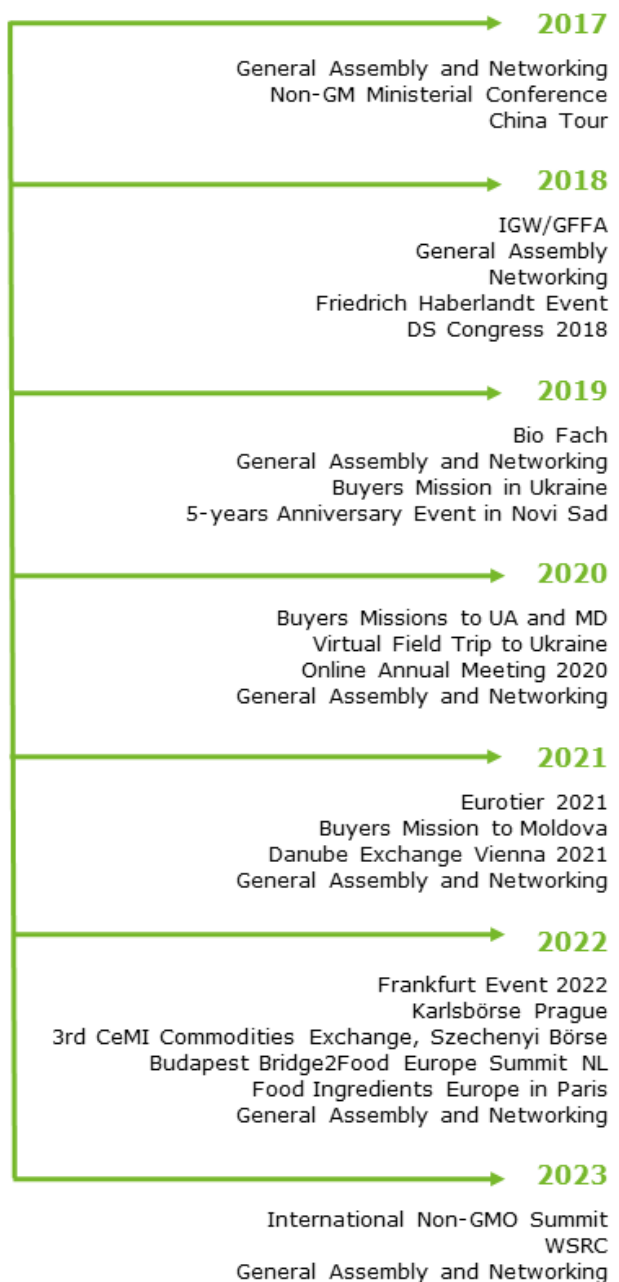 2017
General Assembly and Networking
Non-GM Ministerial Conference
China Tour
2018
IGW/GFFA
General Assembly
Networking
Friedrich Haberlandt Event
DS Congress 2018
2019
Bio Fach
General Assembly and Networking
Buyers Mission in Ukraine
5-years Anniversary Event in Novi Sad
2020
Buyers Missions to UA and MD
Virtual Field Trip to Ukraine
Online Annual Meeting 2020
General Assembly and Networking
2021
Eurotier 2021
Buyers Mission to Moldova
Danube Exchange Vienna 2021
General Assembly and Networking
2022
Frankfurt Event 2022
Karlsbörse Prague
3rd CeMI Commodities Exchange, Szechenyi Börse
Budapest Bridge2Food Europe Summit NL
Food Ingredients Europe in Paris
General Assembly and Networking
2023
International Non-GMO Summit
WSRC
General Assembly and Networking